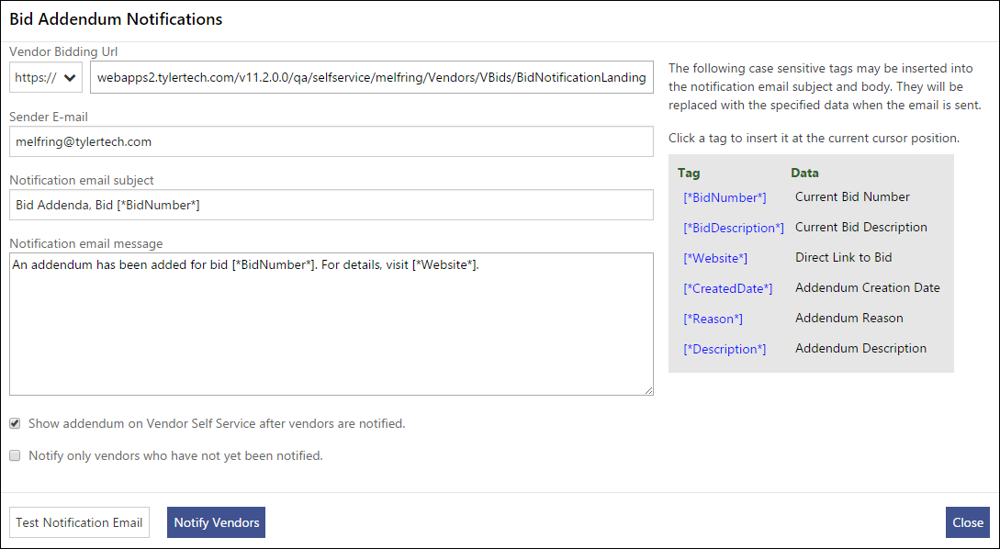 Bid Addendum Notifications
Vendor Bidding Url
https://
webapps2.tylertech.com/v11.2.0.0/qa/selfservice/melfring/Vendors/VBids/BidNotificationLanding
Sender E-mail
melfring@tylertech.com
Notification email subject
Bid Addenda, Bid [*BidNumber*]
Notification email message
An addendum has been added for bid [*BidNumber*]. For details, visit [*Website*].
Show addendum on Vendor Self Service after vendors are notified.
Notify only vendors who have not yet been notified.
The following case sensitive tags may be inserted into
the notification email subject and body. They will be
replaced with the specified data when the email is sent.
Click a tag to insert it at the current cursor position.
Tag Data
[*BidNumber*] Current Bid Number
[*BidDescription*] Current Bid Description
[*Website*] Direct Link to Bid
[*CreatedDate*] Addendum Creation Date
[*Reason*] Addendum Reason
[*Description*] Addendum Description
Test Notification Email
Notify Vendors
Close